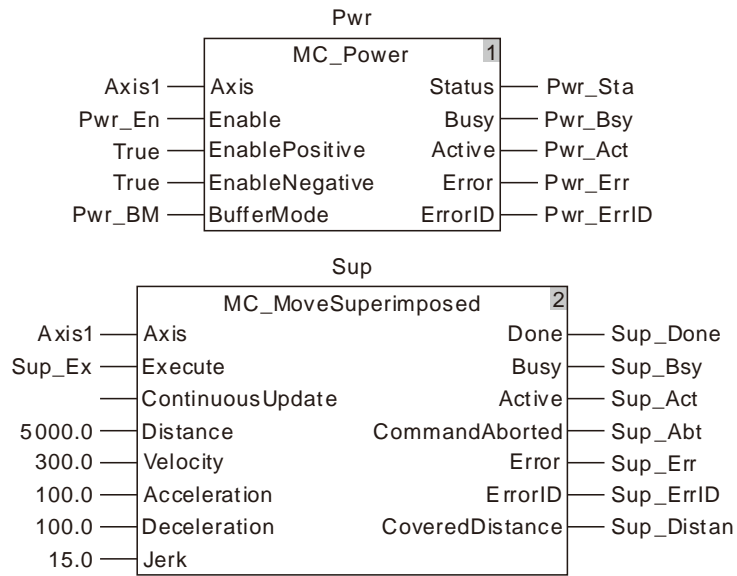 Pwr
MC_Power 1
Axis1 Axis Status Pwr_Sta
Pwr_En Enable Busy Pwr_Bsy
True EnablePositive Active Pwr_Act
True EnableNegative Error Pwr_Err
Pwr_BM BufferMode ErrorID Pwr_ErrID
Sup
MC_MoveSuperimposed 2
Axis1 Axis Done Sup_Done
Sup_Ex Execute Busy Sup_Bsy
ContinuousUpdate Active Sup_Act
5000.0 Distance CommandAborted Sup_Abt
300.0 Velocity Error Sup_Err
100.0 Acceleration ErrorID Sup_ErrID
100.0 Deceleration CoveredDistance Sup_Distan
15.0 Jerk